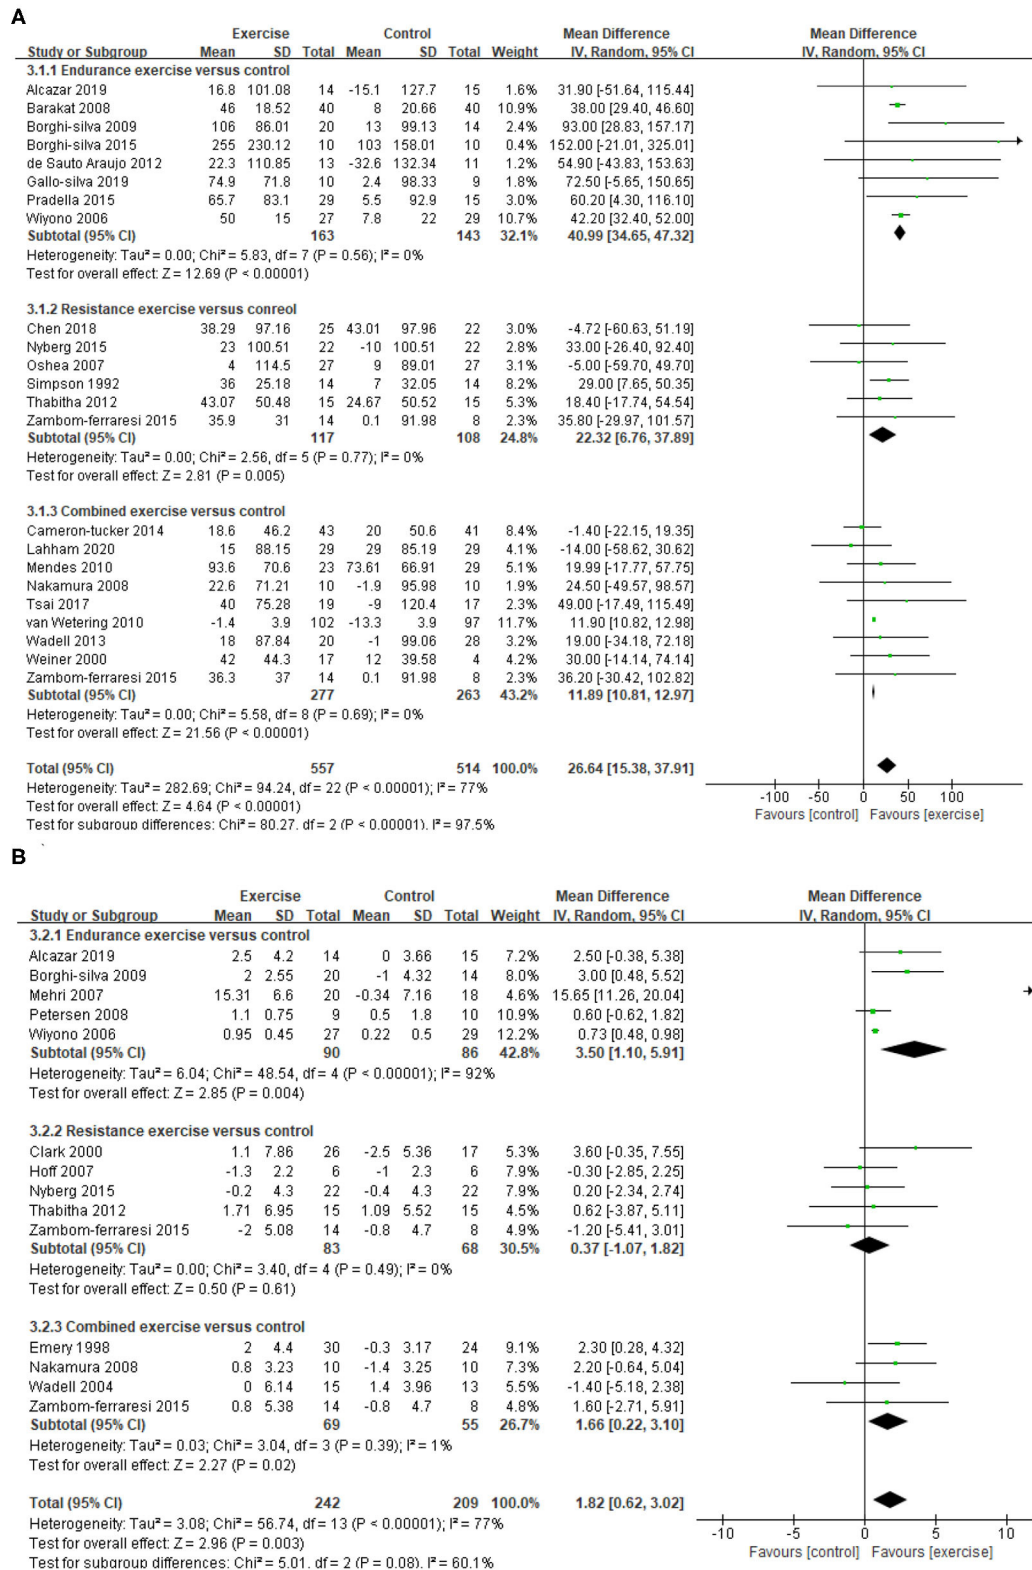 A
Exercise Control Mean Difference Mean Difference
Study or Subgroup Mean SD Total Mean SD Total Weight IV, Random, 95% CI IV, Random, 95% CI
3.1.1 Endurance exercise versus control
Alcazar 2019 16.8 101.08 14 -15.1 127.7 15 1.6% 31.90 [-51.64, 115.44]
Barakat 2008 46 18.52 40 8 20.66 40 10.9% 38.00 [29.40, 46.60]
Borghi-silva 2009 106 86.01 20 13 99.13 14 2.4% 93.00 [28.83, 157.17]
Borghi-silva 2015 255 230.12 10 103 158.01 10 0.4% 152.00 [-21.01, 325.01]
de Sauto Araujo 2012 22.3 110.85 13 -32.6 132.34 11 1.2% 54.90 [-43.83, 153.63]
Gallo-silva 2019 74.9 71.8 10 2.4 98.33 9 1.8% 72.50 [-5.65, 150.65]
Pradella 2015 65.7 83.1 29 5.5 92.9 15 3.0% 60.20 [4.30, 116.10]
Wiyono 2006 50 15 27 7.8 22 29 10.7% 42.20 [32.40, 52.00]
Subtotal (95% CI) 163 143 32.1% 40.99 [34.65, 47.32]
Heterogeneity: Tau² = 0.00; Chi² = 5.83, df = 7 (P = 0.56); I² = 0%
Test for overall effect: Z = 12.69 (P < 0.00001)
3.1.2 Resistance exercise versus conreol
Chen 2018 38.29 97.16 25 43.01 97.96 22 3.0% -4.72 [-60.63, 51.19]
Nyberg 2015 23 100.51 22 -10 100.51 22 2.8% 33.00 [-26.40, 92.40]
Oshea 2007 4 114.5 27 9 89.01 27 3.1% -5.00 [-59.70, 49.70]
Simpson 1992 36 25.18 14 7 32.05 14 8.2% 29.00 [7.65, 50.35]
Thabitha 2012 43.07 50.48 15 24.67 50.52 15 5.4% 18.40 [-17.74, 54.54]
Zambom-ferraresi 2015 35.9 31 14 0.1 91.98 8 2.3% 35.80 [-29.97, 101.57]
Subtotal (95% CI) 117 108 24.8% 22.32 [6.76, 37.89]
Heterogeneity: Tau² = 0.00; Chi² = 2.56, df = 5 (P = 0.77); I² = 0%
Test for overall effect: Z = 2.81 (P = 0.005)
3.1.3 Combined exercise versus control
Cameron-tucker 2014 18.6 46.2 43 20 50.6 41 8.4% -1.40 [-22.15, 19.35]
Lahham 2020 15 88.15 29 29 85.19 29 4.1% -14.00 [-58.62, 30.62]
Mendes 2010 93.6 70.6 23 73.61 66.91 29 5.1% 19.99 [-17.77, 57.75]
Nakamura 2008 22.6 71.21 10 -1.9 95.98 10 1.9% 24.50 [-49.57, 98.57]
Tsai 2017 40 75.28 19 -9 120.4 17 2.3% 49.00 [-17.49, 115.49]
van Wetering 2010 -1.4 3.9 102 -13.3 3.9 97 11.7% 11.90 [10.82, 12.98]
Wadell 2013 18 87.84 20 -1 99.06 28 3.2% 19.00 [-34.18, 72.18]
Weiner 2000 42 44.3 17 12 39.58 4 4.2% 30.00 [-14.14, 74.14]
Zambom-ferraresi 2015 36.3 37 14 0.1 91.98 8 2.3% 36.20 [-30.42, 102.82]
Subtotal (95% CI) 277 263 43.2% 11.89 [10.81, 12.97]
Heterogeneity: Tau² = 0.00; Chi² = 5.58, df = 8 (P = 0.69); I² = 0%
Test for overall effect: Z = 21.56 (P < 0.00001)
Total (95% CI) 557 514 100.0% 26.64 [15.38, 37.91]
Heterogeneity: Tau² = 282.69; Chi² = 94.24, df = 22 (P < 0.00001); I² = 77%
Test for overall effect: Z = 4.64 (P < 0.00001)
Test for subgroup differences: Chi² = 80.27, df = 2 (P < 0.00001), I² = 97.5%
-100 -50 0 50 100
Favours [control] Favours [exercise]
B
Exercise Control Mean Difference Mean Difference
Study or Subgroup Mean SD Total Mean SD Total Weight IV, Random, 95% CI IV, Random, 95% CI
3.2.1 Endurance exercise versus control
Alcazar 2019 2.5 4.2 14 0 3.66 15 7.2% 2.50 [-0.38, 5.38]
Borghi-silva 2009 2 2.55 20 -1 4.32 14 8.0% 3.00 [0.48, 5.52]
Mehri 2007 15.31 6.6 20 -0.34 7.16 18 4.6% 15.65 [11.26, 20.04]
Petersen 2008 1.1 0.75 9 0.5 1.8 10 10.9% 0.60 [-0.62, 1.82]
Wiyono 2006 0.95 0.45 27 0.22 0.5 29 12.2% 0.73 [0.48, 0.98]
Subtotal (95% CI) 90 86 42.8% 3.50 [1.10, 5.91]
Heterogeneity: Tau² = 6.04; Chi² = 48.54, df = 4 (P < 0.00001); I² = 92%
Test for overall effect: Z = 2.85 (P = 0.004)
3.2.2 Resistance exercise versus control
Clark 2000 1.1 7.86 26 -2.5 5.36 17 5.3% 3.60 [-0.35, 7.55]
Hoff 2007 -1.3 2.2 6 -1 2.3 6 7.9% -0.30 [-2.85, 2.25]
Nyberg 2015 -0.2 4.3 22 -0.4 4.3 22 7.9% 0.20 [-2.34, 2.74]
Thabitha 2012 1.71 6.95 15 1.09 5.52 15 4.5% 0.62 [-3.87, 5.11]
Zambom-ferraresi 2015 -2 5.08 14 -0.8 4.7 8 4.9% -1.20 [-5.41, 3.01]
Subtotal (95% CI) 83 68 30.5% 0.37 [-1.07, 1.82]
Heterogeneity: Tau² = 0.00; Chi² = 3.40, df = 4 (P = 0.49); I² = 0%
Test for overall effect: Z = 0.50 (P = 0.61)
3.2.3 Combined exercise versus control
Emery 1998 2 4.4 30 -0.3 3.17 24 9.1% 2.30 [0.28, 4.32]
Nakamura 2008 0.8 3.23 10 -1.4 3.25 10 7.3% 2.20 [-0.64, 5.04]
Wadell 2004 0 6.14 15 1.4 3.96 13 5.5% -1.40 [-5.18, 2.38]
Zambom-ferraresi 2015 0.8 5.38 14 -0.8 4.7 8 4.8% 1.60 [-2.71, 5.91]
Subtotal (95% CI) 69 55 26.7% 1.66 [0.22, 3.10]
Heterogeneity: Tau² = 0.03; Chi² = 3.04, df = 3 (P = 0.39); I² = 1%
Test for overall effect: Z = 2.27 (P = 0.02)
Total (95% CI) 242 209 100.0% 1.82 [0.62, 3.02]
Heterogeneity: Tau² = 3.08; Chi² = 56.74, df = 13 (P < 0.00001); I² = 77%
Test for overall effect: Z = 2.96 (P = 0.003)
Test for subgroup differences: Chi² = 5.01, df = 2 (P = 0.08), I² = 60.1%
-10 -5 0 5 10
Favours [control] Favours [exercise]